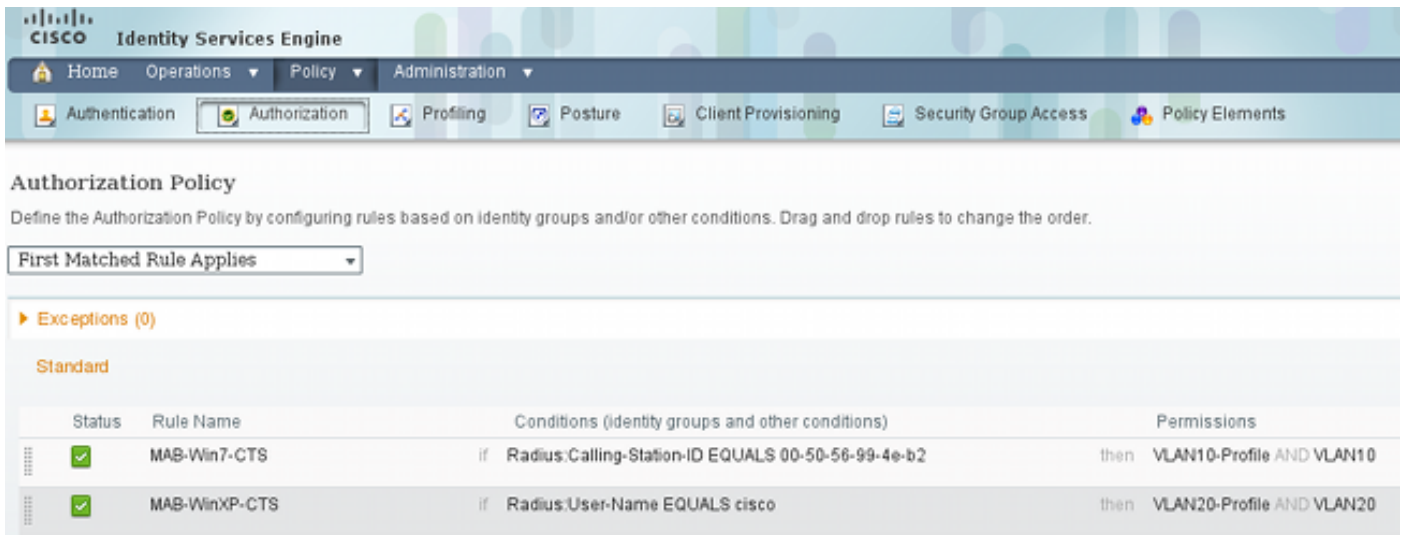 CISCO Identity Services Engine
Home Operations Policy Administration
Authentication Authorization Profiling Posture Client Provisioning Security Group Access Policy Elements
Authorization Policy
Define the Authorization Policy by configuring rules based on identity groups and/or other conditions. Drag and drop rules to change the order.
First Matched Rule Applies
Exceptions (0)
Standard
Status Rule Name Conditions (identity groups and other conditions) Permissions
MAB-Win7-CTS if Radius:Calling-Station-ID EQUALS 00-50-56-99-4e-b2 then VLAN10-Profile AND VLAN10
MAB-WinXP-CTS if Radius:User-Name EQUALS cisco then VLAN20-Profile AND VLAN20